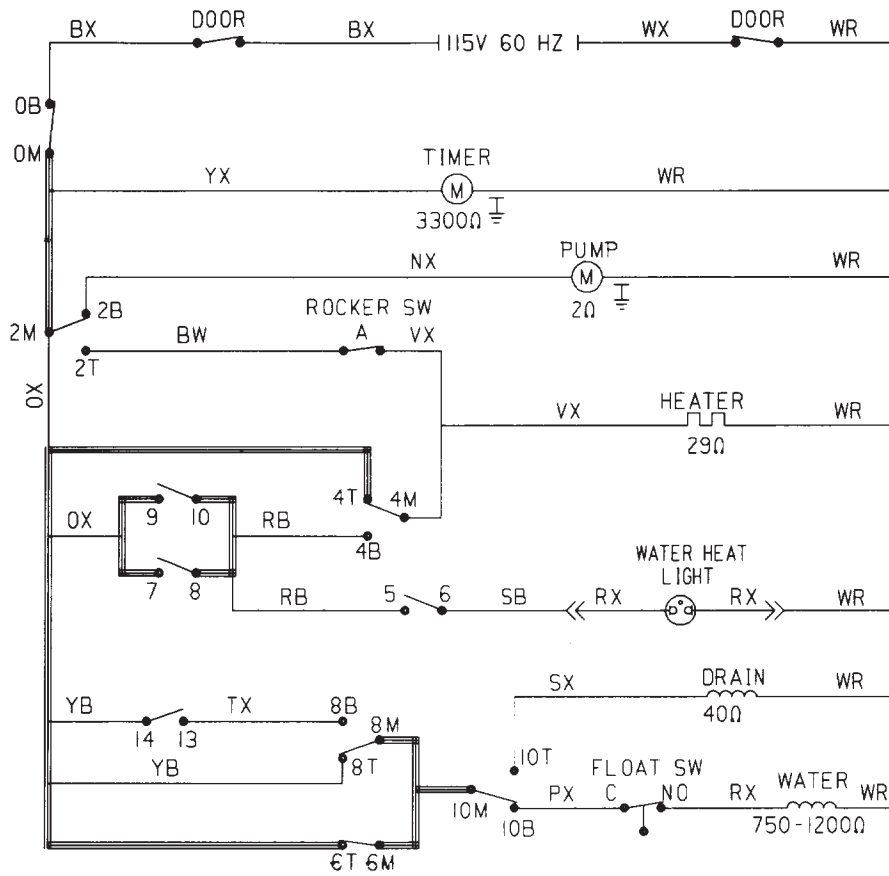 BX DOOR BX 115V 60 HZ WX DOOR WR
0B
0M
TIMER
YX M WR
3300Ω
PUMP
NX M WR
2Ω
2B
ROCKER SW
2M BW A VX
2T
OX
HEATER
VX WR
29Ω
4T 4M
9 10
OX RB
4B
7 8
WATER HEAT
LIGHT
RB 5 6 SB RX RX WR
SX DRAIN WR
40Ω
YB TX 8B
14 13 8M
8T
YB
10T
FLOAT SW WATER
10M PX C NO RX WR
10B
750-1200Ω
6T 6M